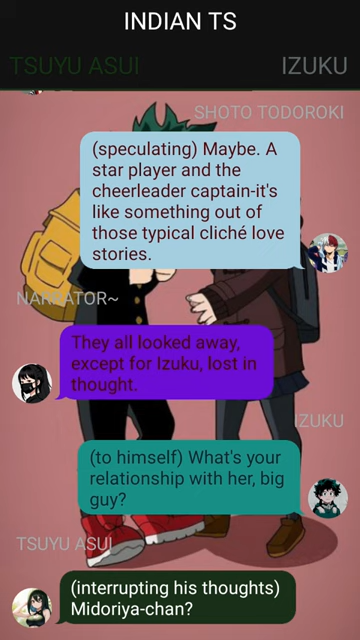 INDIAN TS
TSUYU ASUI
IZUKU
SHOTO TODOROKI
(speculating) Maybe. A
star player and the
cheerleader captain-it's
like something out of
those typical cliché love
stories.
NARRATOR~
They all looked away,
except for Izuku, lost in
thought.
IZUKU
(to himself) What's your
relationship with her, big
guy?
TSUYU ASUI
(interrupting his thoughts)
Midoriya-chan?